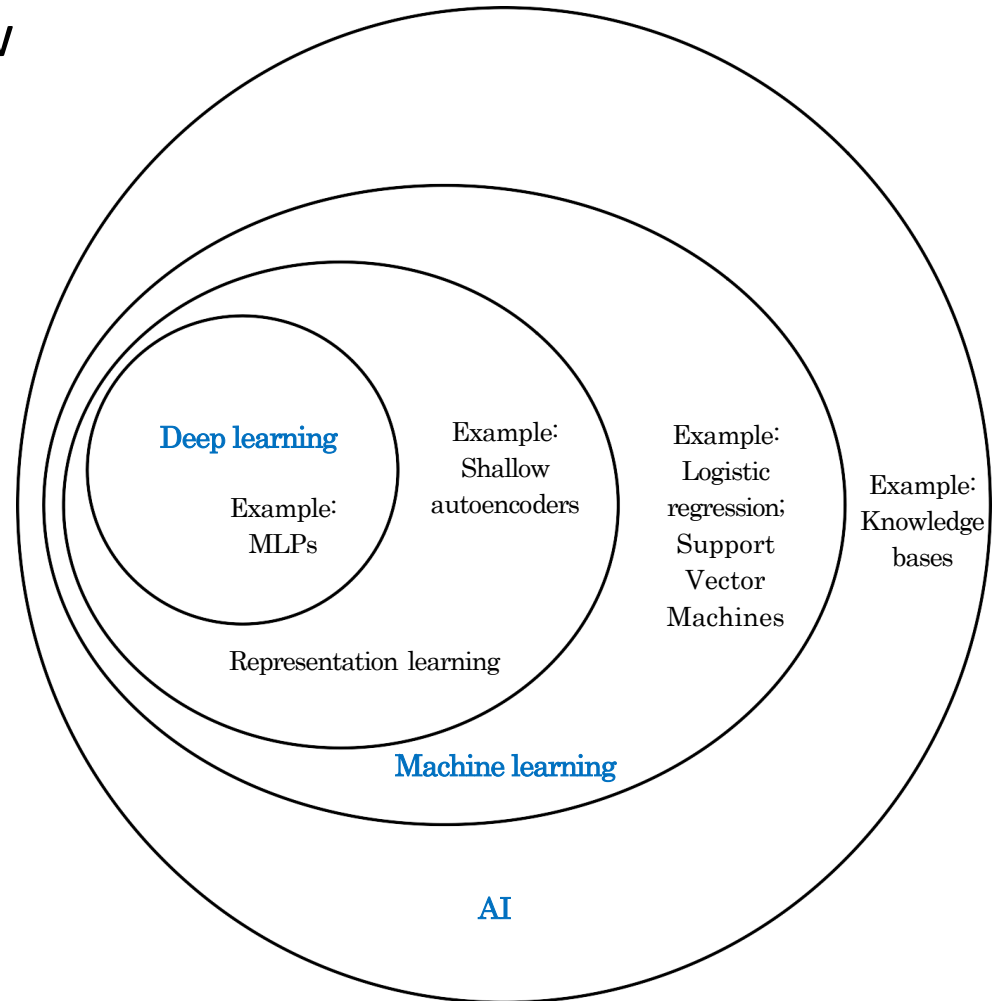 Deep learning
Example:
MLPs
Example:
Shallow
autoencoders
Representation learning
Example:
Logistic
regression;
Support
Vector
Machines
Machine learning
Example:
Knowledge
bases
AI